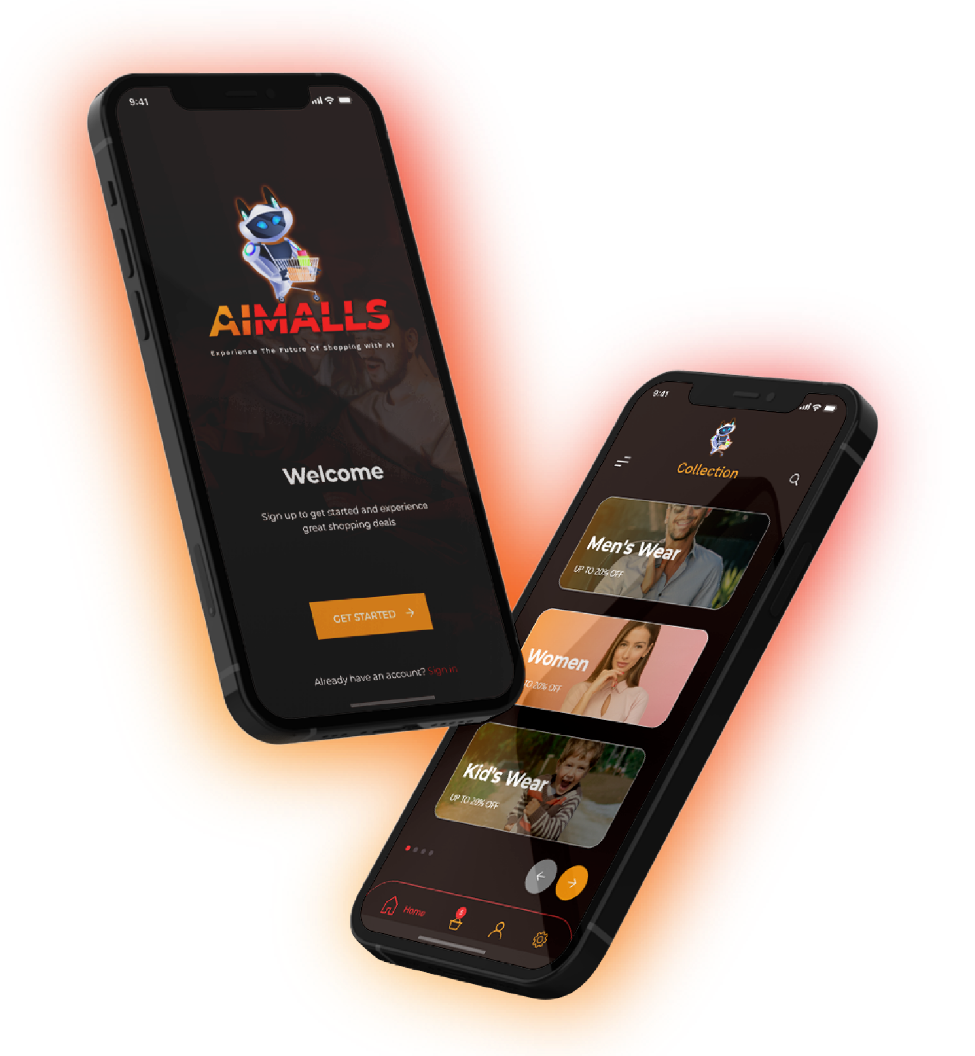 9:41
AIMALLS
Experience The Future Of Shopping With AI
Welcome
Sign up to get started and experience
great shopping deals
GET STARTED
Already have an account? Sign in
9:41
Collection
Men's Wear
UP TO 20% OFF
Women
TO 20% OFF
Kid's Wear
UP TO 20% OFF
Home